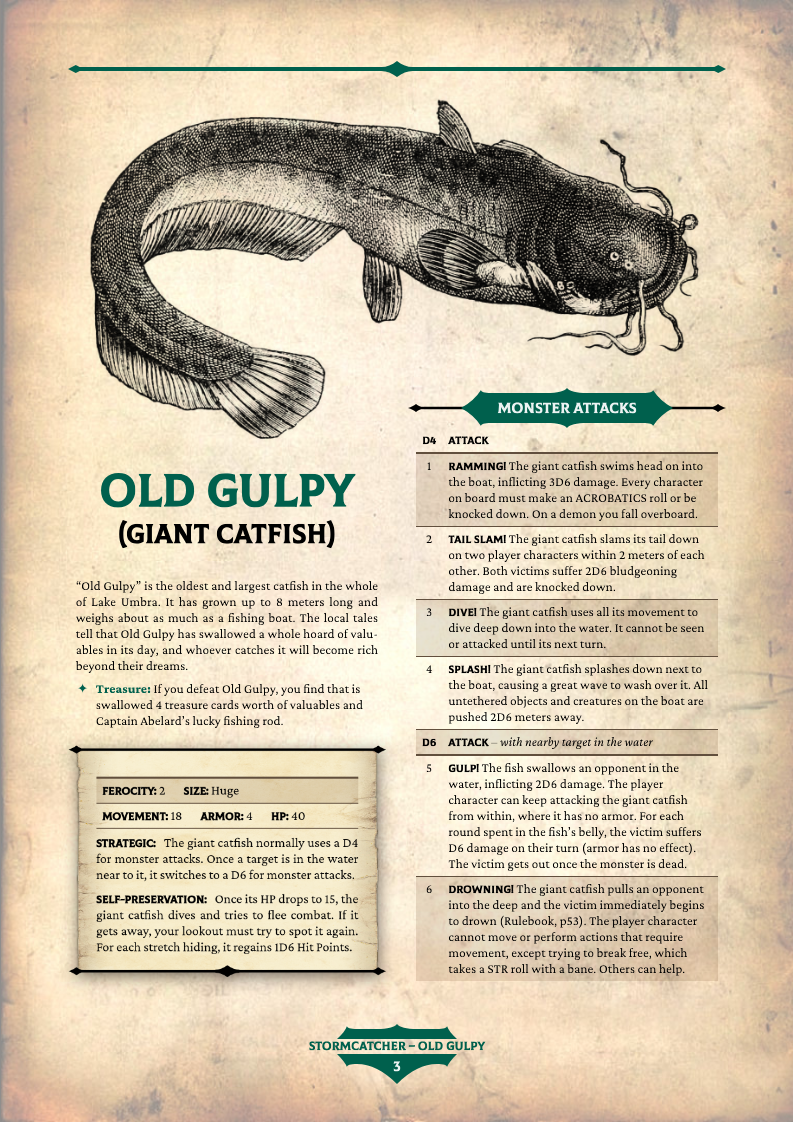 OLD GULPY
(GIANT CATFISH)
“Old Gulpy” is the oldest and largest catfish in the whole
of Lake Umbra. It has grown up to 8 meters long and
weighs about as much as a fishing boat. The local tales
tell that Old Gulpy has swallowed a whole hoard of valu-
ables in its day, and whoever catches it will become rich
beyond their dreams.
✦ Treasure: If you defeat Old Gulpy, you find that is
swallowed 4 treasure cards worth of valuables and
Captain Abelard’s lucky fishing rod.
FEROCITY: 2 SIZE: Huge
MOVEMENT: 18 ARMOR: 4 HP: 40
STRATEGIC: The giant catfish normally uses a D4
for monster attacks. Once a target is in the water
near to it, it switches to a D6 for monster attacks.
SELF-PRESERVATION: Once its HP drops to 15, the
giant catfish dives and tries to flee combat. If it
gets away, your lookout must try to spot it again.
For each stretch hiding, it regains 1D6 Hit Points.
MONSTER ATTACKS
D4 ATTACK
1 RAMMING! The giant catfish swims head on into
the boat, inflicting 3D6 damage. Every character
on board must make an ACROBATICS roll or be
knocked down. On a demon you fall overboard.
2 TAIL SLAM! The giant catfish slams its tail down
on two player characters within 2 meters of each
other. Both victims suffer 2D6 bludgeoning
damage and are knocked down.
3 DIVE! The giant catfish uses all its movement to
dive deep down into the water. It cannot be seen
or attacked until its next turn.
4 SPLASH! The giant catfish splashes down next to
the boat, causing a great wave to wash over it. All
untethered objects and creatures on the boat are
pushed 2D6 meters away.
D6 ATTACK – with nearby target in the water
5 GULP! The fish swallows an opponent in the
water, inflicting 2D6 damage. The player
character can keep attacking the giant catfish
from within, where it has no armor. For each
round spent in the fish’s belly, the victim suffers
D6 damage on their turn (armor has no effect).
The victim gets out once the monster is dead.
6 DROWNING! The giant catfish pulls an opponent
into the deep and the victim immediately begins
to drown (Rulebook, p53). The player character
cannot move or perform actions that require
movement, except trying to break free, which
takes a STR roll with a bane. Others can help.
STORMCATCHER – OLD GULPY
3